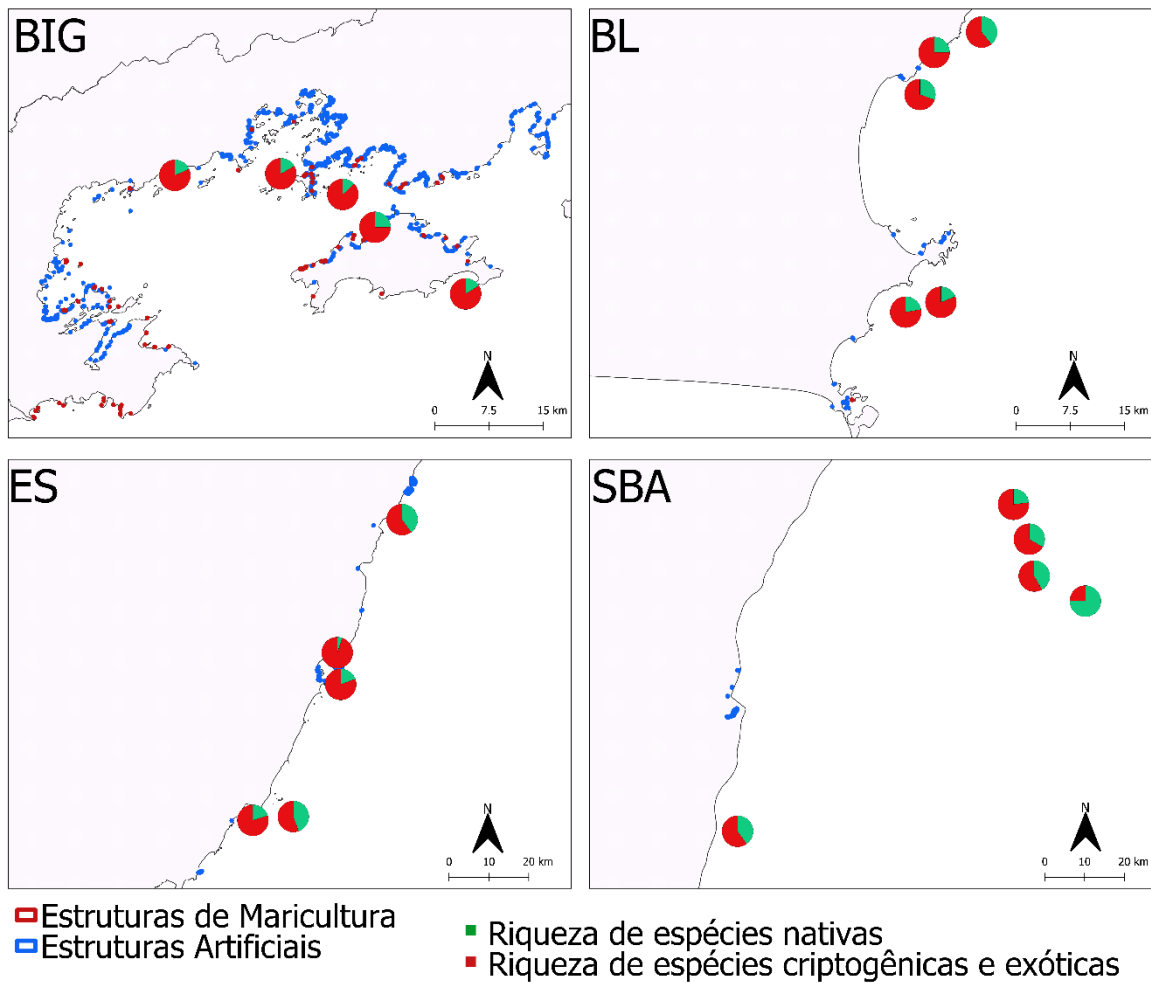 BIG
N
0 7.5 15 km
BL
N
0 7.5 15 km
ES
N
0 10 20 km
SBA
N
0 10 20 km
Estruturas de Maricultura
Estruturas Artificiais
Riqueza de espécies nativas
Riqueza de espécies criptogênicas e exóticas